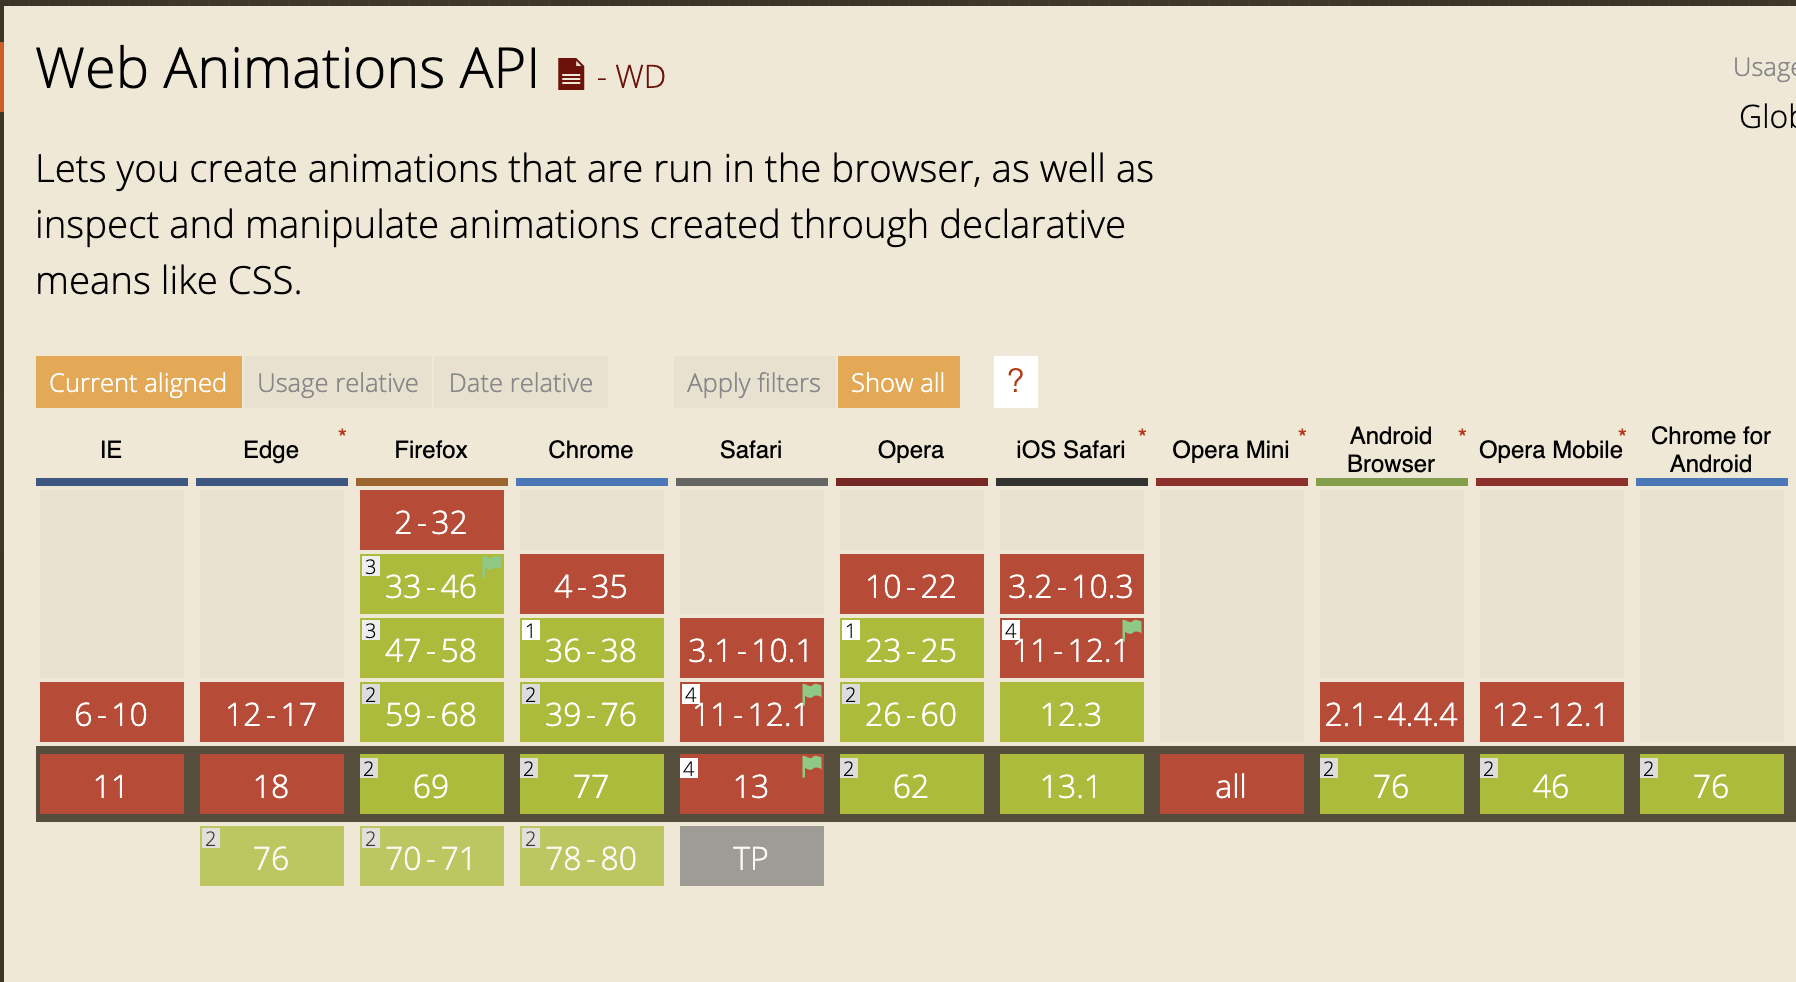 Web Animations API - WD
Usage
Glob
Lets you create animations that are run in the browser, as well as
inspect and manipulate animations created through declarative
means like CSS.
Current aligned Usage relative Date relative Apply filters Show all ?
IE Edge * Firefox Chrome Safari Opera iOS Safari * Opera Mini * Android Browser * Opera Mobile * Chrome for Android
2-32
3 33-46 4-35 10-22 3.2-10.3
3 47-58 1 36-38 3.1-10.1 1 23-25 4 11-12.1
6-10 12-17 2 59-68 2 39-76 4 11-12.1 2 26-60 12.3 2.1-4.4.4 12-12.1
11 18 2 69 2 77 4 13 2 62 13.1 all 2 76 2 46 2 76
2 76 2 70-71 2 78-80 TP